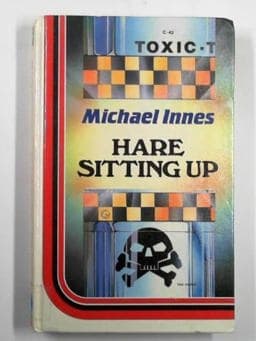 C-42
TOXIC-T
Michael Innes
HARE
SITTING UP